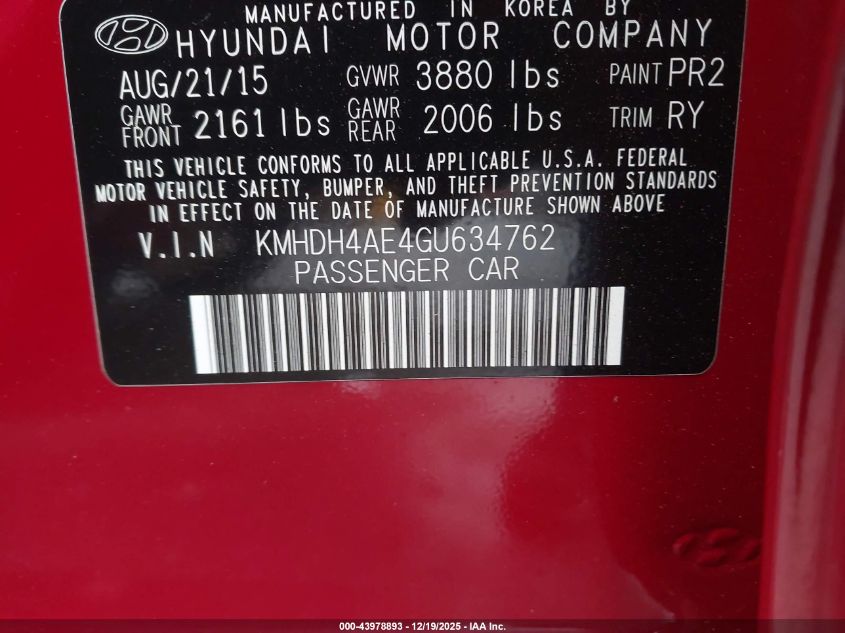 MANUFACTURED IN KOREA BY
HYUNDAI MOTOR COMPANY
AUG/21/15 GVWR 3880 lbs PAINT PR2
GAWR FRONT 2161 lbs GAWR REAR 2006 lbs TRIM RY
THIS VEHICLE CONFORMS TO ALL APPLICABLE U.S.A. FEDERAL
MOTOR VEHICLE SAFETY, BUMPER, AND THEFT PREVENTION STANDARDS
IN EFFECT ON THE DATE OF MANUFACTURE SHOWN ABOVE
V.I.N KMHDH4AE4GU634762
PASSENGER CAR
000-43978893 - 12/19/2025 - IAA Inc.